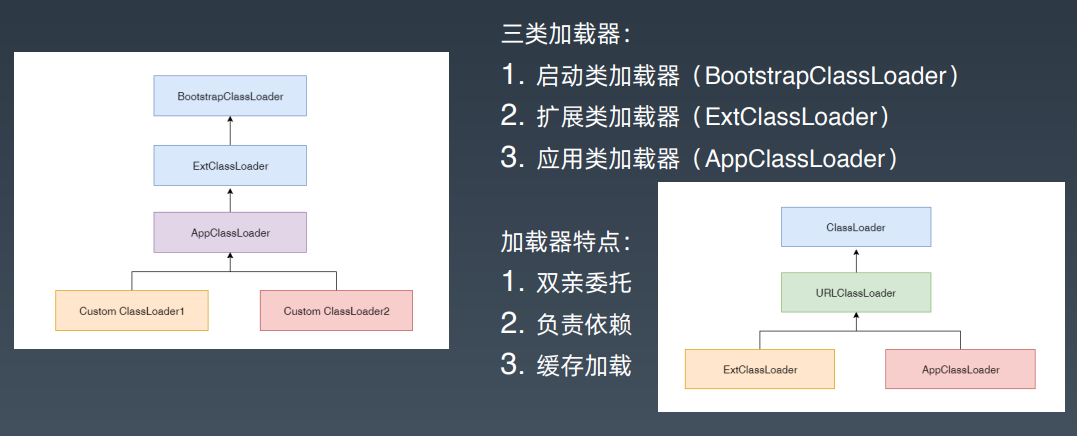 BootstrapClassLoader
ExtClassLoader
AppClassLoader
Custom ClassLoader1
Custom ClassLoader2
三类加载器：
1. 启动类加载器（BootstrapClassLoader）
2. 扩展类加载器（ExtClassLoader）
3. 应用类加载器（AppClassLoader）
加载器特点：
1. 双亲委托
2. 负责依赖
3. 缓存加载
ClassLoader
URLClassLoader
ExtClassLoader
AppClassLoader